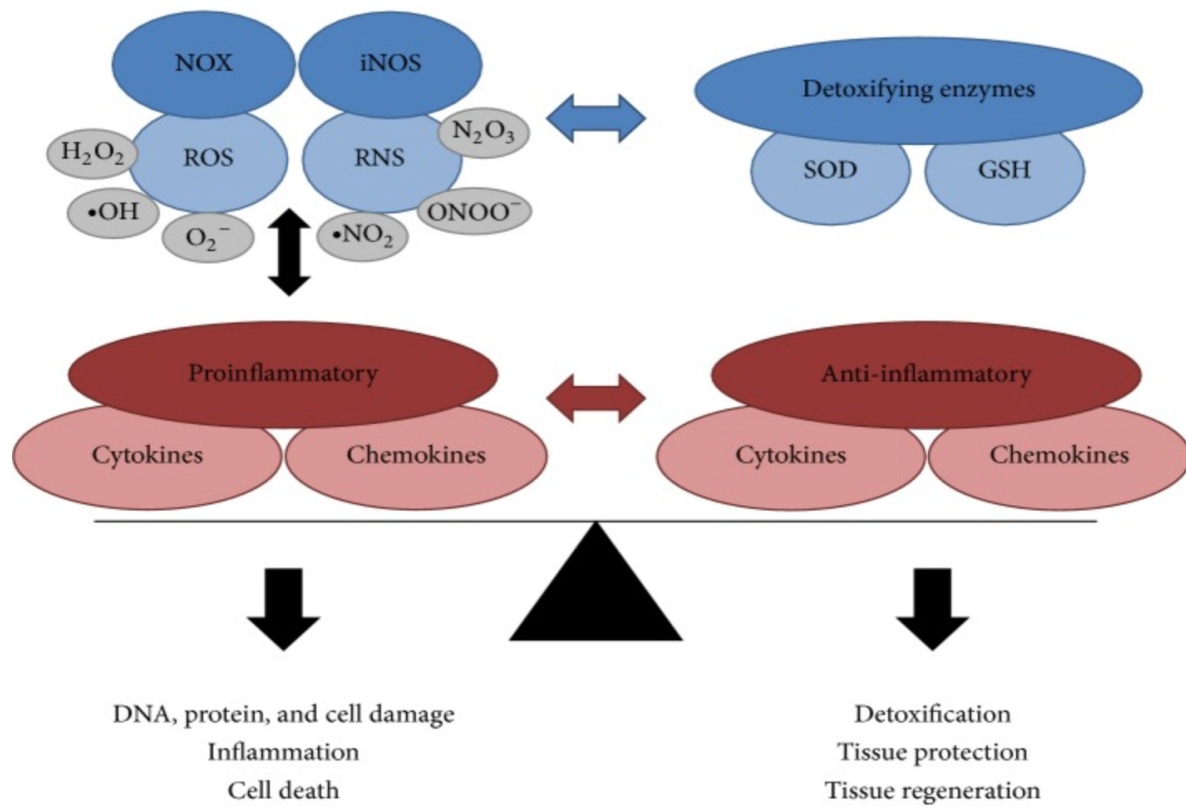 NOX
iNOS
Detoxifying enzymes
H₂O₂
ROS
RNS
N₂O₃
SOD
GSH
•OH
O₂⁻
•NO₂
ONOO⁻
Proinflammatory
Anti-inflammatory
Cytokines
Chemokines
Cytokines
Chemokines
DNA, protein, and cell damage
Inflammation
Cell death
Detoxification
Tissue protection
Tissue regeneration